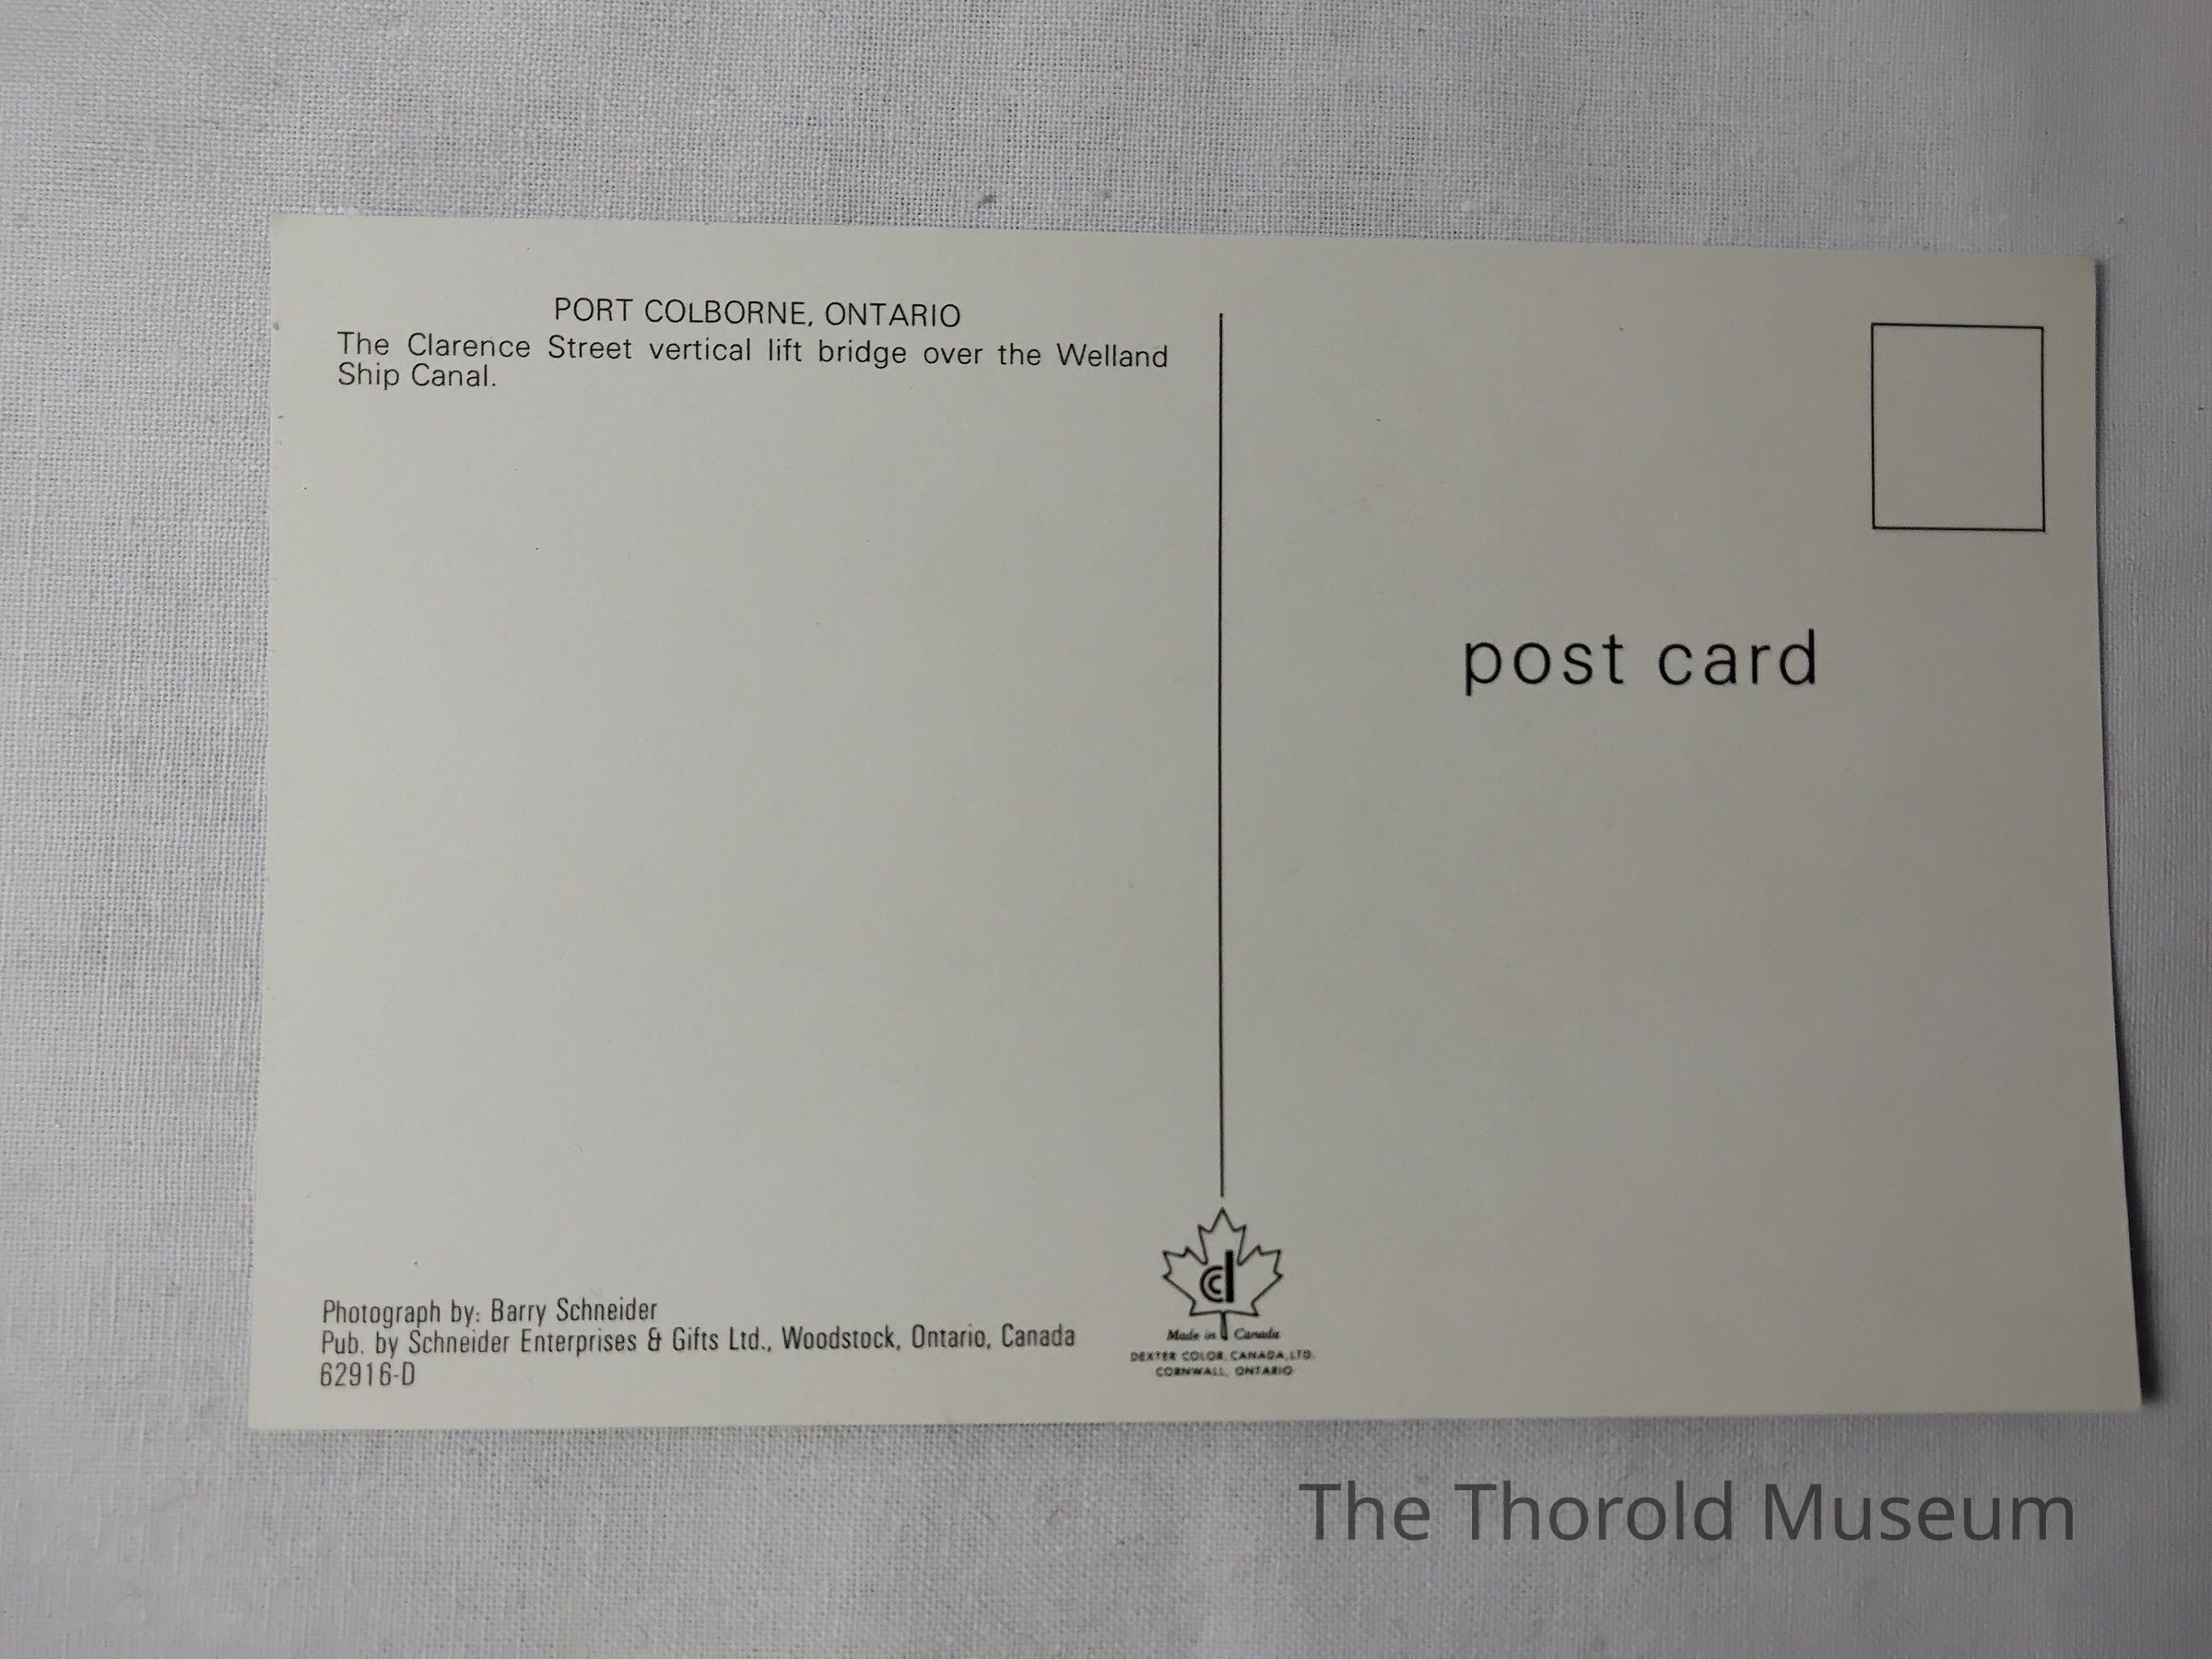 PORT COLBORNE, ONTARIO
The Clarence Street vertical lift bridge over the Welland
Ship Canal.
post card
Photograph by: Barry Schneider
Pub. by Schneider Enterprises & Gifts Ltd., Woodstock, Ontario, Canada
62916-D
dc
Made in Canada
DEXTER COLOR CANADA, LTD.
CORNWALL, ONTARIO
The Thorold Museum